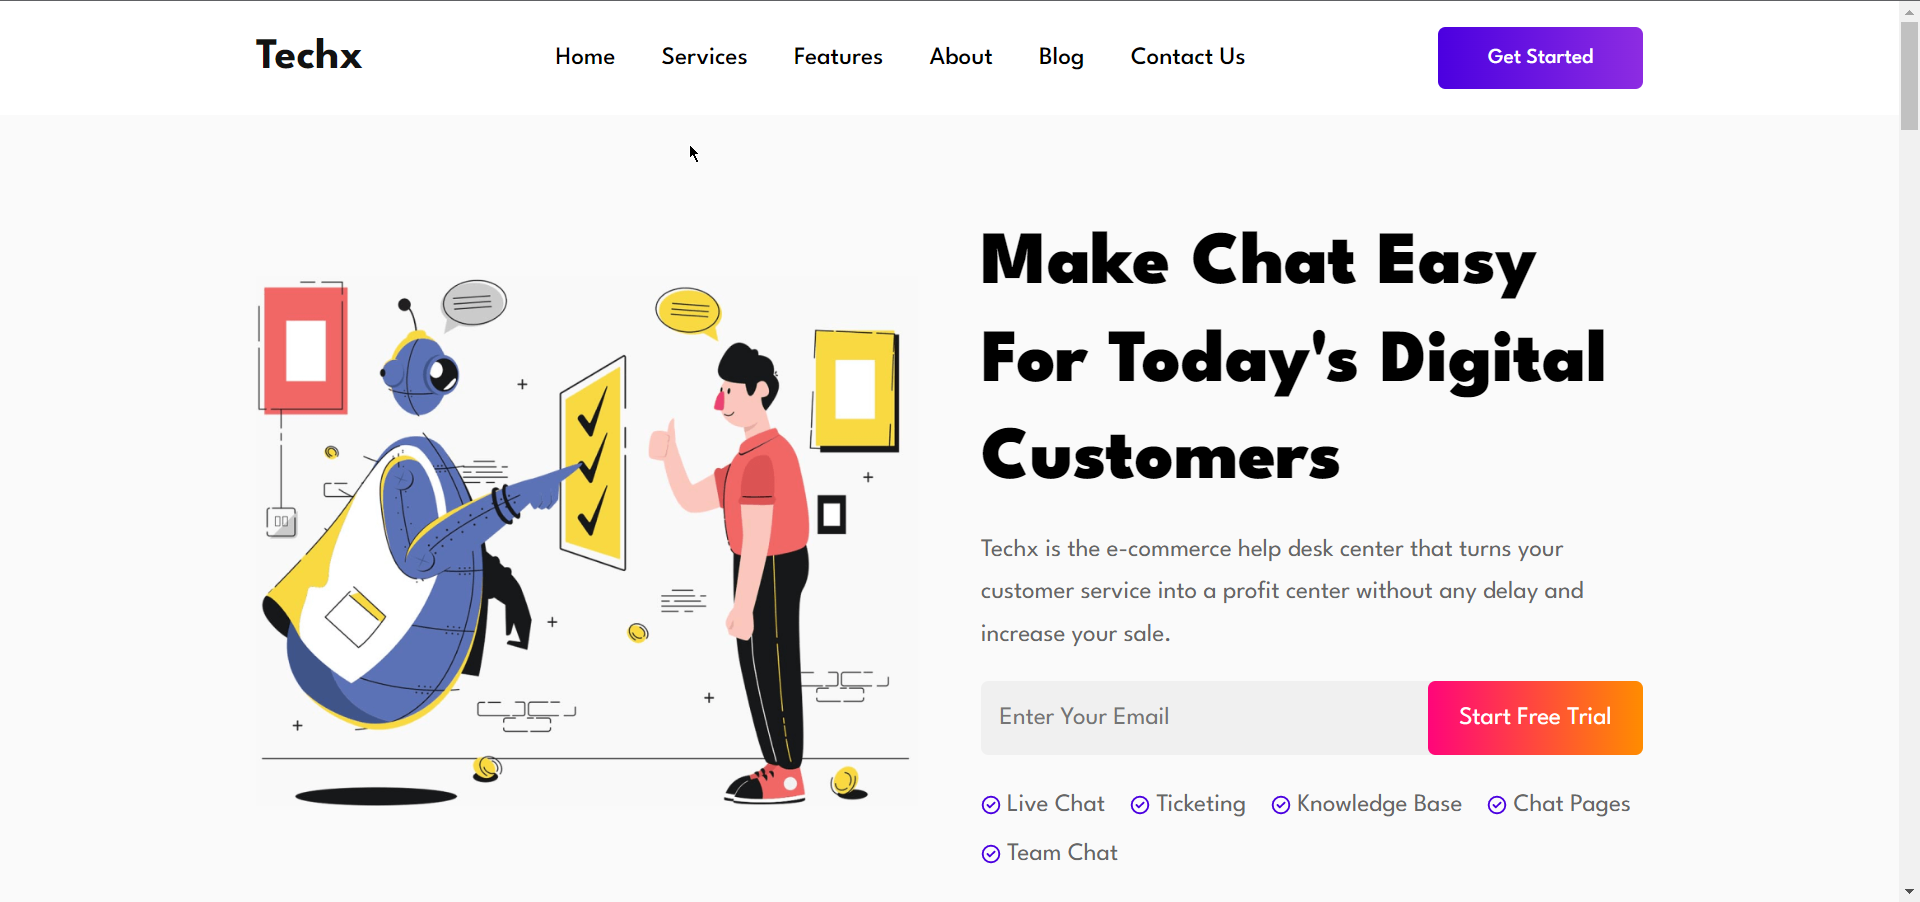 Techx
Home Services Features About Blog Contact Us
Get Started
Make Chat Easy
For Today's Digital
Customers
Techx is the e-commerce help desk center that turns your
customer service into a profit center without any delay and
increase your sale.
Enter Your Email
Start Free Trial
Live Chat Ticketing Knowledge Base Chat Pages
Team Chat